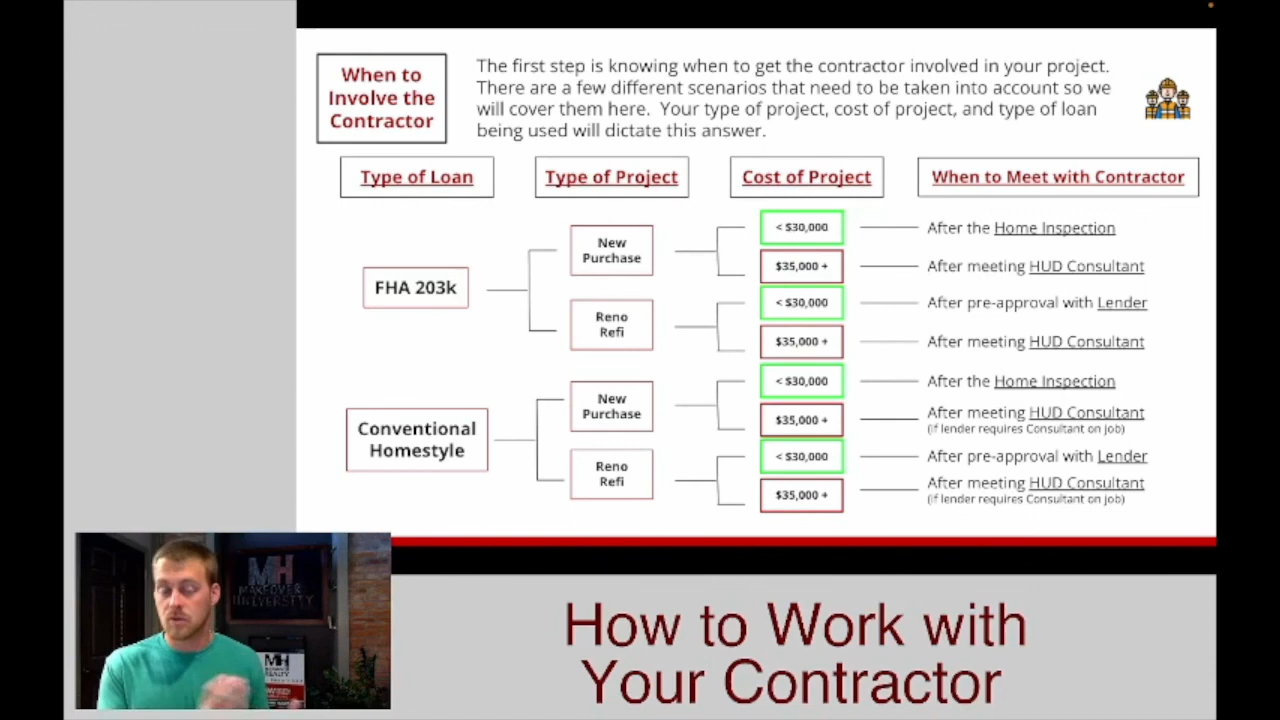 When to
Involve the
Contractor
The first step is knowing when to get the contractor involved in your project.
There are a few different scenarios that need to be taken into account so we
will cover them here. Your type of project, cost of project, and type of loan
being used will dictate this answer.
Type of Loan
Type of Project
Cost of Project
When to Meet with Contractor
FHA 203k
New
Purchase
< $30,000
After the Home Inspection
$35,000 +
After meeting HUD Consultant
Reno
Refi
< $30,000
After pre-approval with Lender
$35,000 +
After meeting HUD Consultant
Conventional
Homestyle
New
Purchase
< $30,000
After the Home Inspection
$35,000 +
After meeting HUD Consultant
(if lender requires Consultant on job)
Reno
Refi
< $30,000
After pre-approval with Lender
$35,000 +
After meeting HUD Consultant
(if lender requires Consultant on job)
MH
MAKEOVER
UNIVERSITY
MH
REALTY
How to Work with
Your Contractor